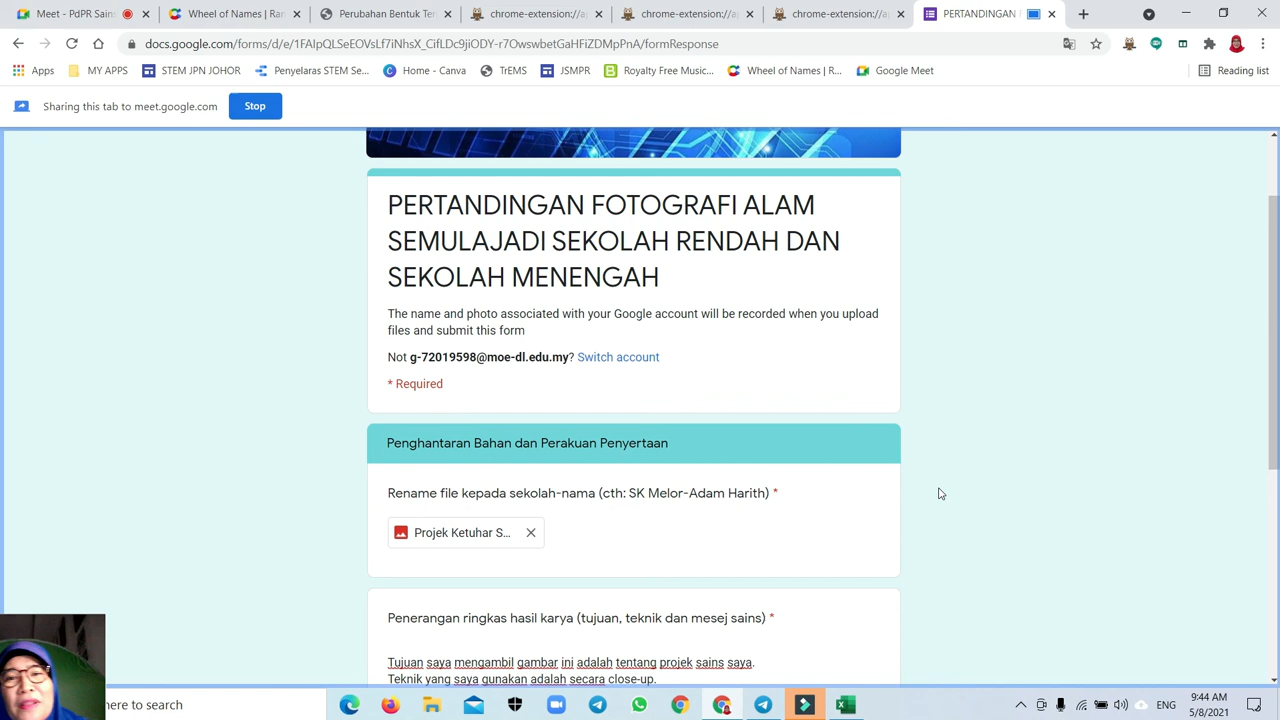 Meet - PdPR Sains
Wheel of Names | Ran
Perubahan Bentuk Ten
chrome-extension://a
chrome-extension://a
chrome-extension://a
PERTANDINGAN
docs.google.com/forms/d/e/1FAIpQLSeEOVsLf7iNhsX_CifLDa9jiODY-r7OwswbetGaHFiZDMpPnA/formResponse
Apps
MY APPS
STEM JPN JOHOR
Penyelaras STEM Se...
Home - Canva
TrEMS
JSMPR
Royalty Free Music...
Wheel of Names | R...
Google Meet
Reading list
Sharing this tab to meet.google.com
Stop
PERTANDINGAN FOTOGRAFI ALAM
SEMULAJADI SEKOLAH RENDAH DAN
SEKOLAH MENENGAH
The name and photo associated with your Google account will be recorded when you upload
files and submit this form
Not g-72019598@moe-dl.edu.my? Switch account
* Required
Penghantaran Bahan dan Perakuan Penyertaan
Rename file kepada sekolah-nama (cth: SK Melor-Adam Harith) *
Projek Ketuhar S...
Penerangan ringkas hasil karya (tujuan, teknik dan mesej sains) *
Tujuan saya mengambil gambar ini adalah tentang projek sains saya.
Teknik yang saya gunakan adalah secara close-up.
here to search
ENG
9:44 AM
5/8/2021